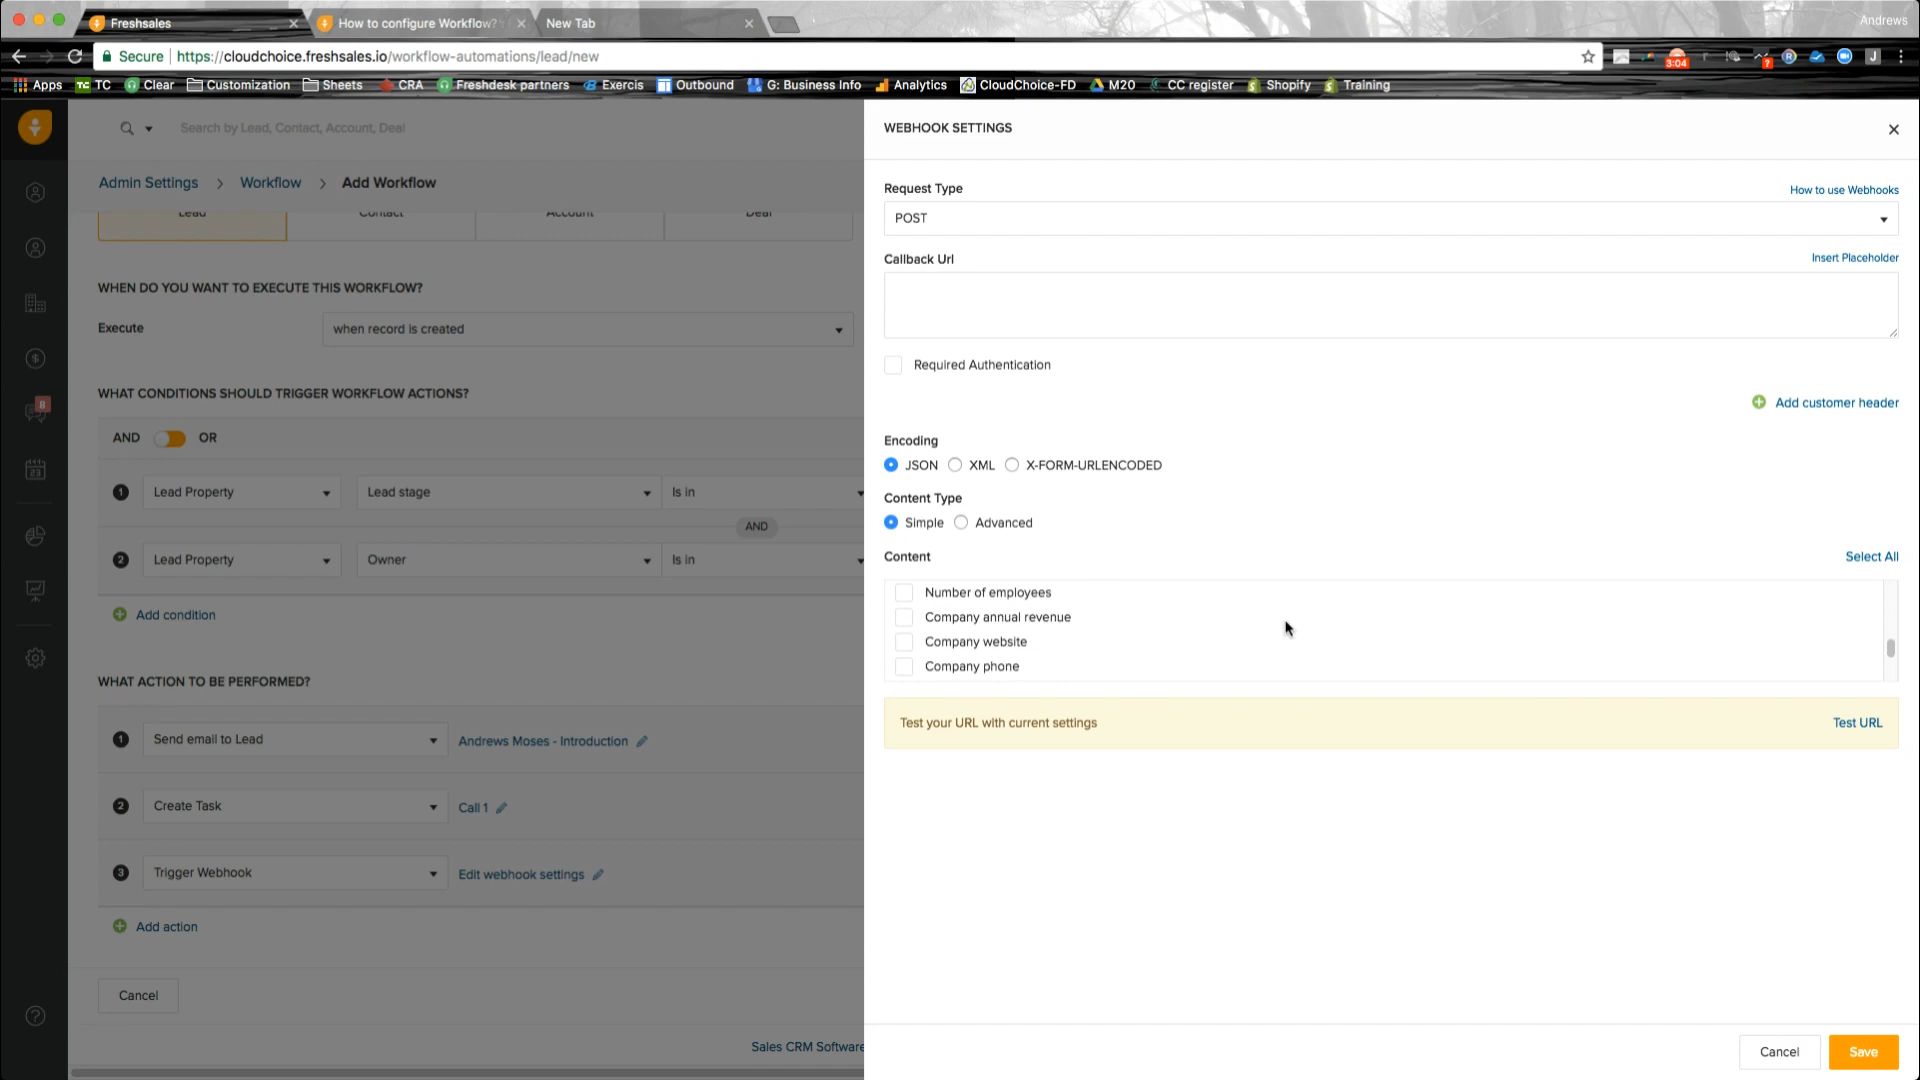 Freshsales
How to configure Workflow?
New Tab
Andrews
Secure
https://cloudchoice.freshsales.io/workflow-automations/lead/new
3:04
?
R
J
Apps
TC TC
Clear
Customization
Sheets
CRA
Freshdesk partners
Exercis
Outbound
G: Business Info
Analytics
CloudChoice-FD
M20
CC register
Shopify
Training
Search by Lead, Contact, Account, Deal
Admin Settings > Workflow > Add Workflow
Lead
Contact
Account
Deal
WHEN DO YOU WANT TO EXECUTE THIS WORKFLOW?
Execute
when record is created
WHAT CONDITIONS SHOULD TRIGGER WORKFLOW ACTIONS?
AND OR
1 Lead Property Lead stage Is in
AND
2 Lead Property Owner Is in
Add condition
WHAT ACTION TO BE PERFORMED?
1 Send email to Lead Andrews Moses - Introduction
2 Create Task Call 1
3 Trigger Webhook Edit webhook settings
Add action
Cancel
Sales CRM Software
8
23
WEBHOOK SETTINGS
Request Type
How to use Webhooks
POST
Callback Url
Insert Placeholder
Required Authentication
Add customer header
Encoding
JSON XML X-FORM-URLENCODED
Content Type
Simple Advanced
Content
Select All
Number of employees
Company annual revenue
Company website
Company phone
Test your URL with current settings
Test URL
Cancel
Save